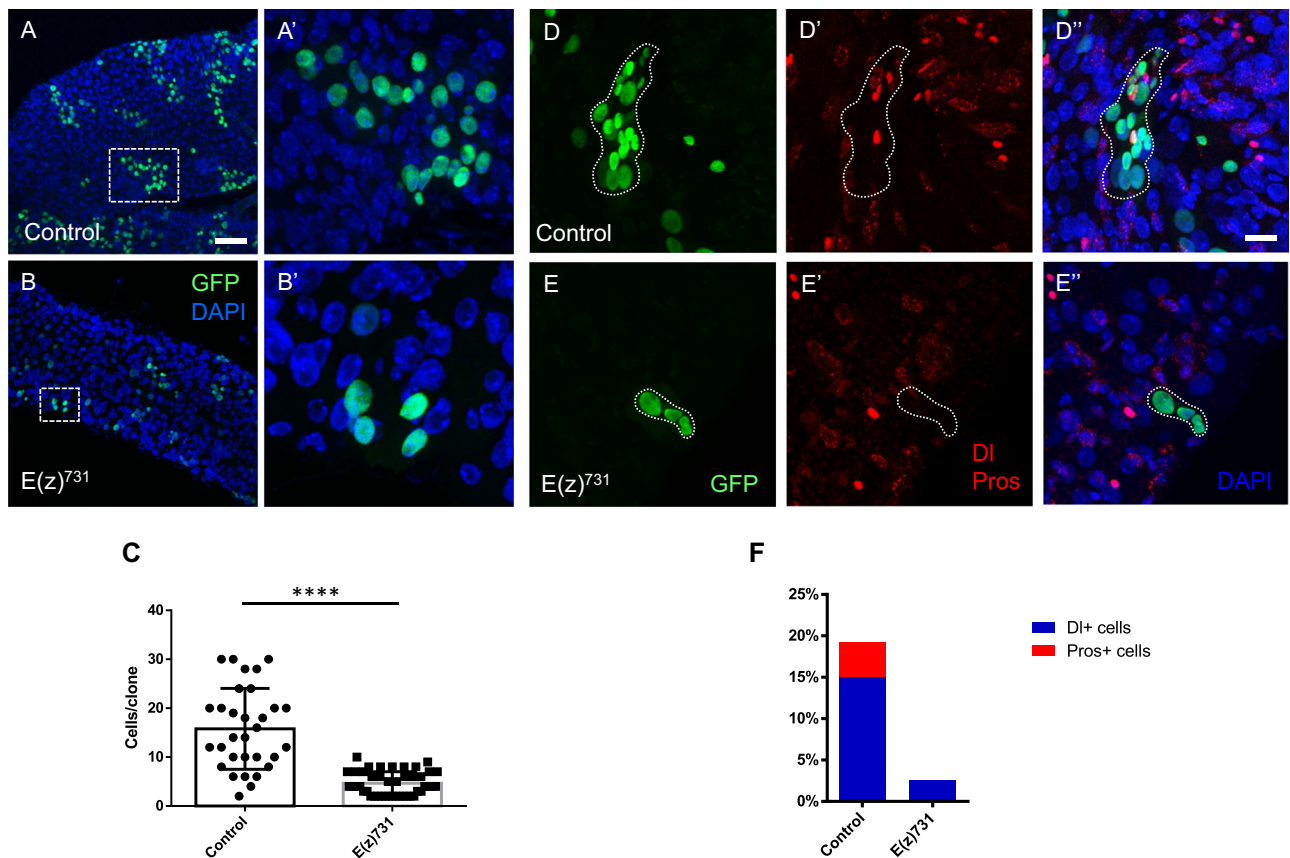 A
Control
A’
B
GFP
DAPI
E(z)⁷³¹
B’
D
Control
D’
D’’
E
E(z)⁷³¹
GFP
E’
Dl
Pros
E’’
DAPI
C
****
Cells/clone
40
30
20
10
0
Control
E(z)731
F
25%
20%
15%
10%
5%
0%
Control
E(z)731
Dl+ cells
Pros+ cells